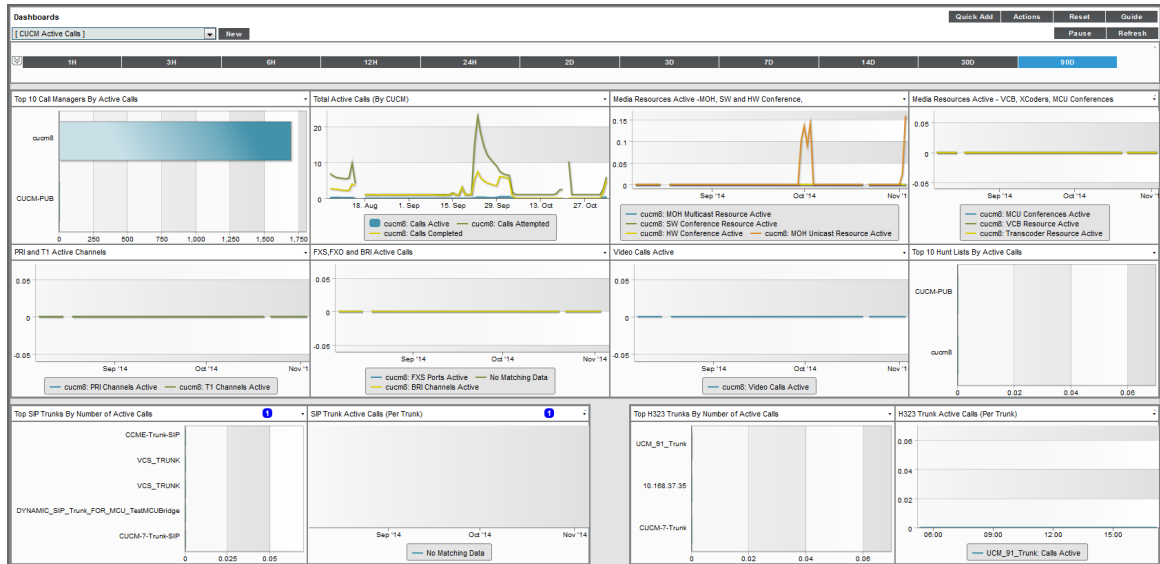 Dashboards
Quick Add Actions Reset Guide
[ CUCM Active Calls ] New
Pause Refresh
1H 3H 6H 12H 24H 2D 3D 7D 14D 30D 90D
Top 10 Call Managers By Active Calls
cucm8
CUCM-PUB
0 250 500 750 1,000 1,250 1,500 1,750
Total Active Calls (By CUCM)
20
10
0
18. Aug 1. Sep 15. Sep 29. Sep 13. Oct 27. Oct
cucm8: Calls Active cucm8: Calls Attempted
cucm8: Calls Completed
Media Resources Active -MOH, SW and HW Conference,
0.15
0.1
0.05
0
Sep '14 Oct '14 Nov '1
cucm8: MOH Multicast Resource Active
cucm8: SW Conference Resource Active
cucm8: HW Conference Active cucm8: MOH Unicast Resource Active
Media Resources Active - VCB, XCoders, MCU Conferences
0.05
0
-0.05
Sep '14 Oct '14 Nov '1
cucm8: MCU Conferences Active
cucm8: VCB Resource Active
cucm8: Transcoder Resource Active
PRI and T1 Active Channels
0.05
0
-0.05
Sep '14 Oct '14 Nov '1
cucm8: PRI Channels Active cucm8: T1 Channels Active
FXS,FXO and BRI Active Calls
0.05
0
-0.05
Sep '14 Oct '14 Nov '14
cucm8: FXS Ports Active No Matching Data
cucm8: BRI Channels Active
Video Calls Active
0.05
0
-0.05
Sep '14 Oct '14 Nov '1
cucm8: Video Calls Active
Top 10 Hunt Lists By Active Calls
CUCM-PUB
cucm8
0 0.02 0.04 0.06
Top SIP Trunks By Number of Active Calls 1
CCME-Trunk-SIP
VCS_TRUNK
VCS_TRUNK
DYNAMIC_SIP_Trunk_FOR_MCU_TestMCUBridge
CUCM-7-Trunk-SIP
0 0.025 0.05
SIP Trunk Active Calls (Per Trunk) 1
Sep '14 Oct '14 Nov '14
No Matching Data
Top H323 Trunks By Number of Active Calls
UCM_91_Trunk
10.168.37.35
CUCM-7-Trunk
0 0.02 0.04 0.06
H323 Trunk Active Calls (Per Trunk)
0.06
0.04
0.02
0
06:00 09:00 12:00 15:00
UCM_91_Trunk: Calls Active